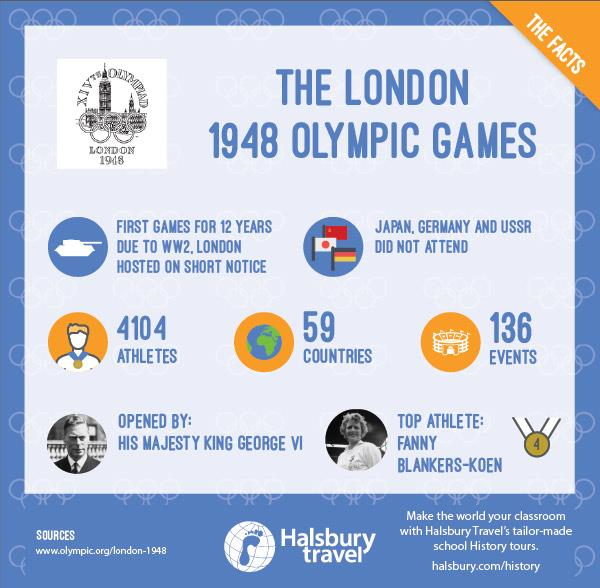 THE FACTS
XIVTH OLYMPIAD
LONDON
1948
THE LONDON
1948 OLYMPIC GAMES
FIRST GAMES FOR 12 YEARS
DUE TO WW2, LONDON
HOSTED ON SHORT NOTICE
JAPAN, GERMANY AND USSR
DID NOT ATTEND
4104
ATHLETES
59
COUNTRIES
136
EVENTS
OPENED BY:
HIS MAJESTY KING GEORGE VI
TOP ATHLETE:
FANNY
BLANKERS-KOEN
4
SOURCES
www.olympic.org/london-1948
Halsbury
travel
Make the world your classroom
with Halsbury Travel's tailor-made
school History tours.
halsbury.com/history